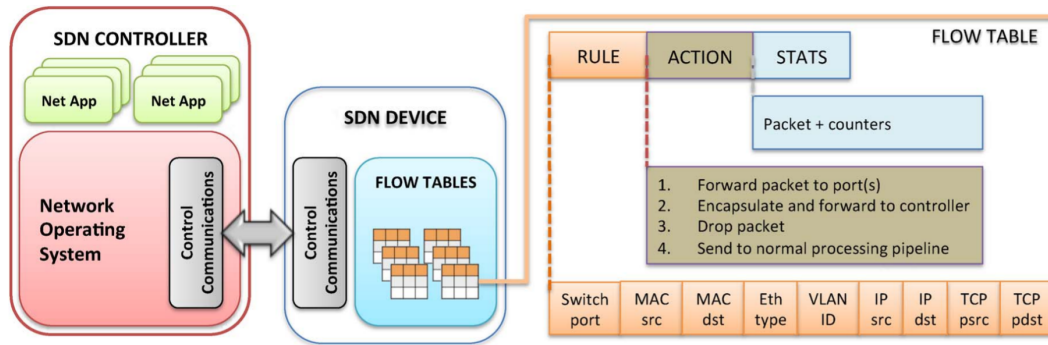 SDN CONTROLLER
Net App
Net App
Network
Operating
System
Control
Communications
SDN DEVICE
Control
Communications
FLOW TABLES
FLOW TABLE
RULE
ACTION
STATS
Packet + counters
1. Forward packet to port(s)
2. Encapsulate and forward to controller
3. Drop packet
4. Send to normal processing pipeline
Switch port
MAC src
MAC dst
Eth type
VLAN ID
IP src
IP dst
TCP psrc
TCP pdst